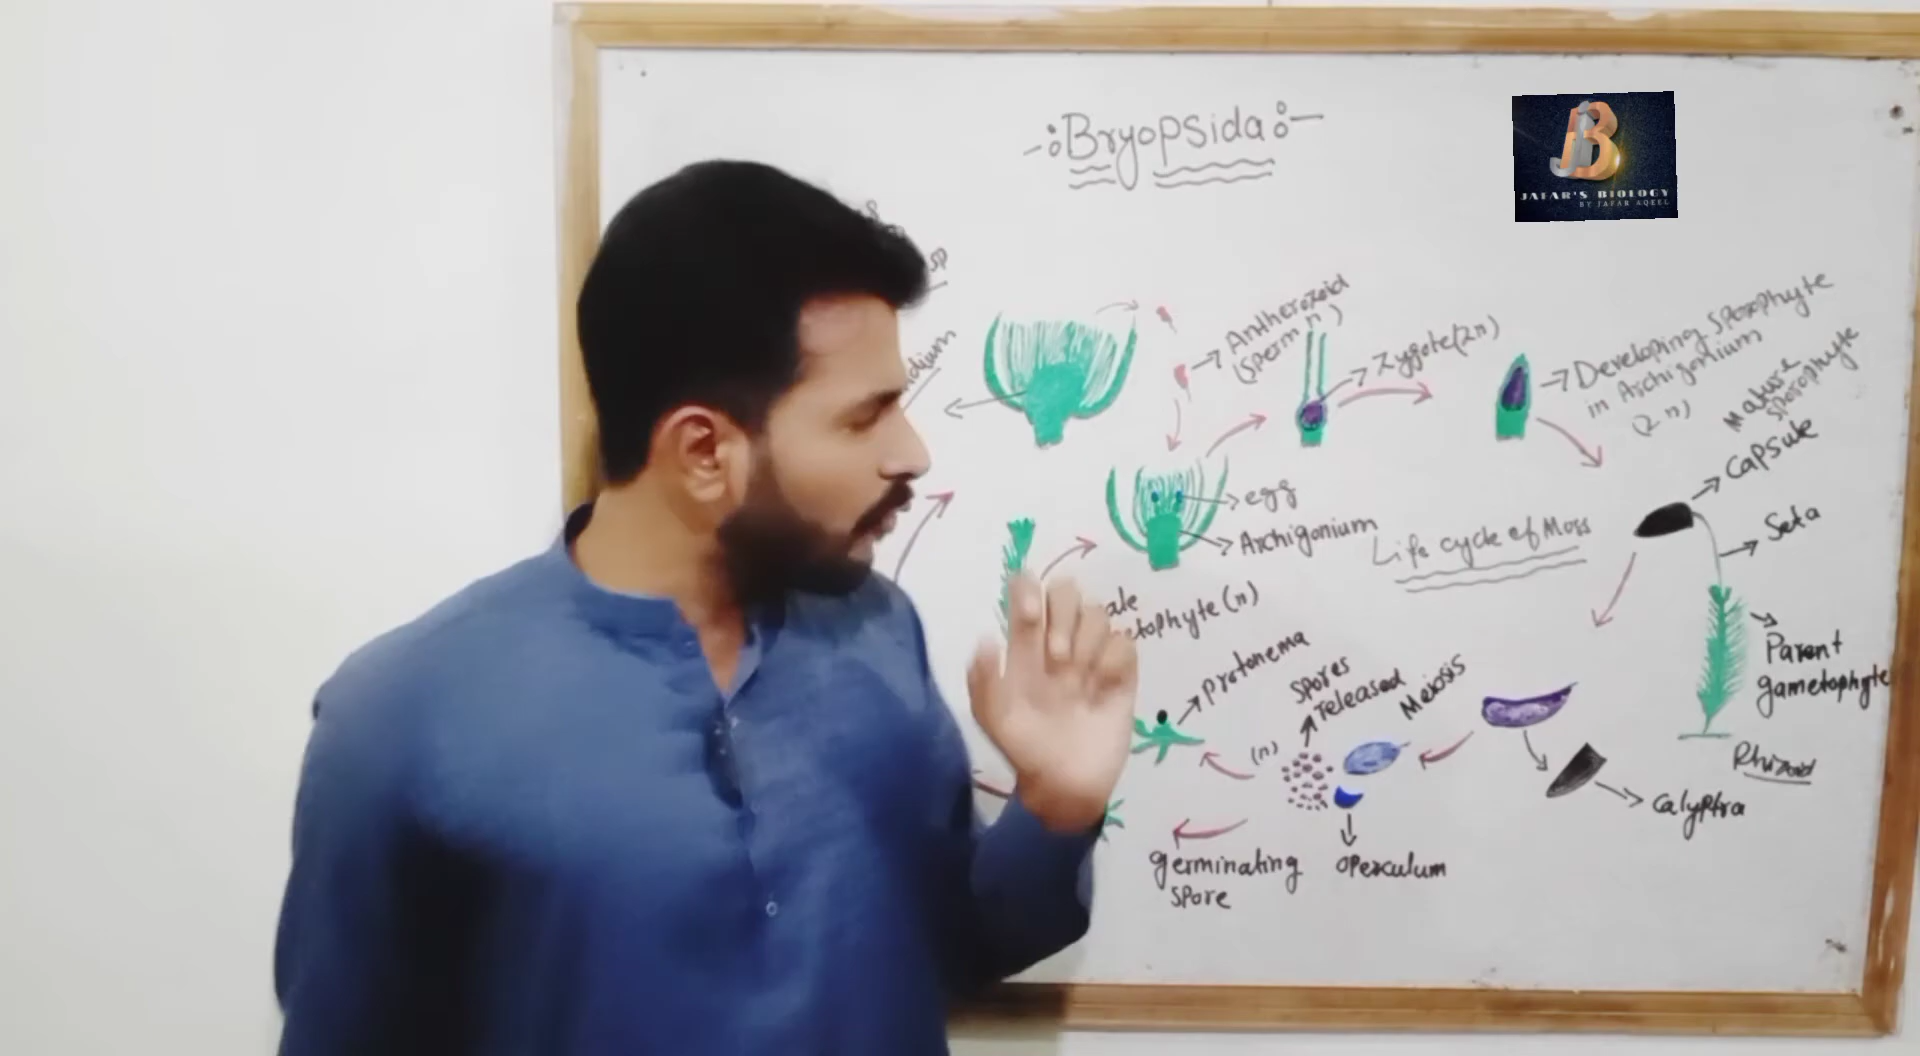 Bryopsida
JB
JAFAR'S BIOLOGY
BY JAFAR AQEEL
Antherozoid
(sperm n)
Zygote(2n)
Developing sporophyte
in Archigonium
(2n)
Mature
sporophyte
Capsule
Seta
egg
Archigonium
Life cycle of Moss
Parent
gametophyte
Rhizoid
protonema
Spores
released
Meiosis
(n)
Calyptra
germinating
spore
operculum